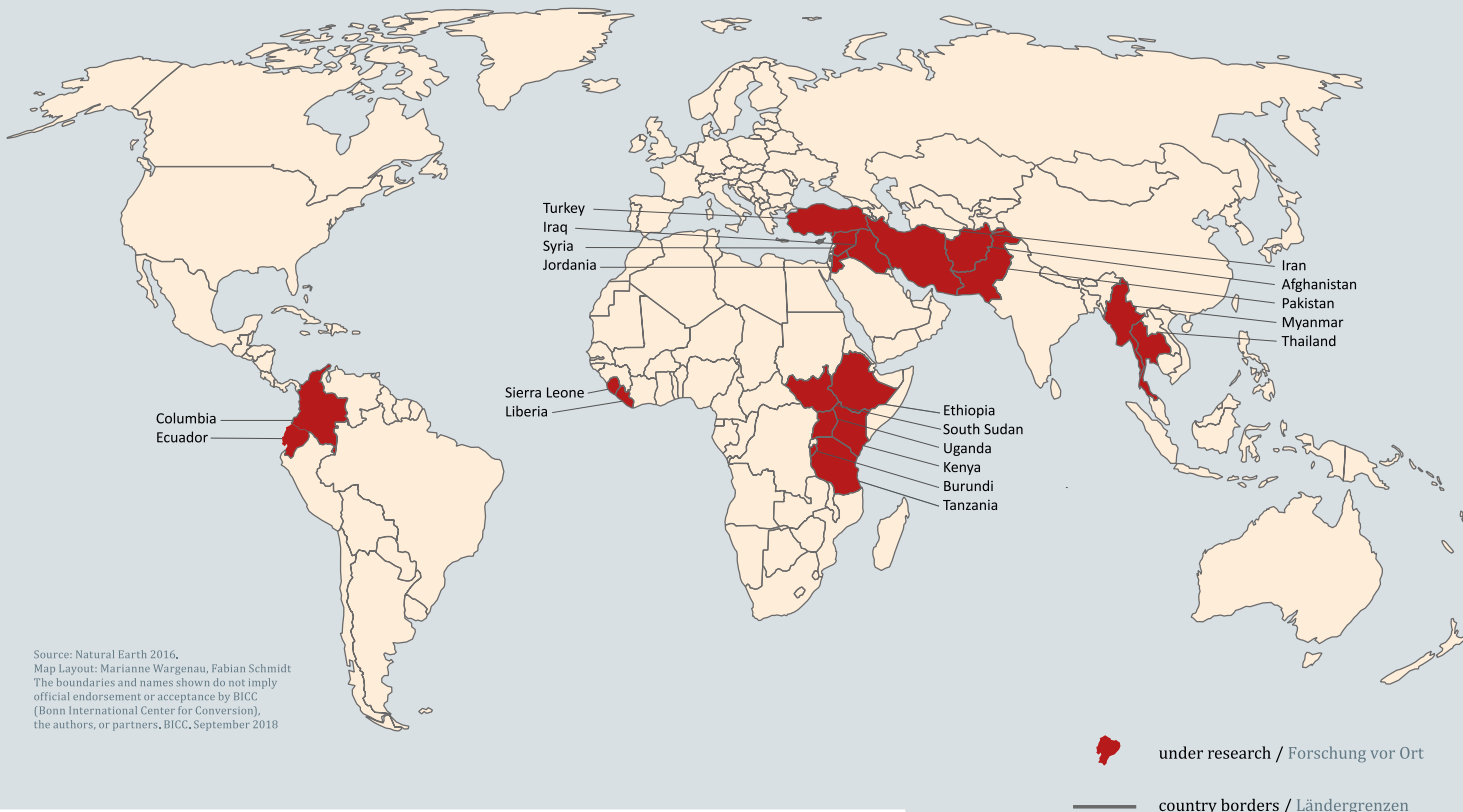 Turkey
Iraq
Syria
Jordania
Iran
Afghanistan
Pakistan
Myanmar
Thailand
Sierra Leone
Liberia
Columbia
Ecuador
Ethiopia
South Sudan
Uganda
Kenya
Burundi
Tanzania
Source: Natural Earth 2016.
Map Layout: Marianne Wargenau, Fabian Schmidt
The boundaries and names shown do not imply
official endorsement or acceptance by BICC
(Bonn International Center for Conversion),
the authors, or partners. BICC. September 2018
under research / Forschung vor Ort
country borders / Ländergrenzen